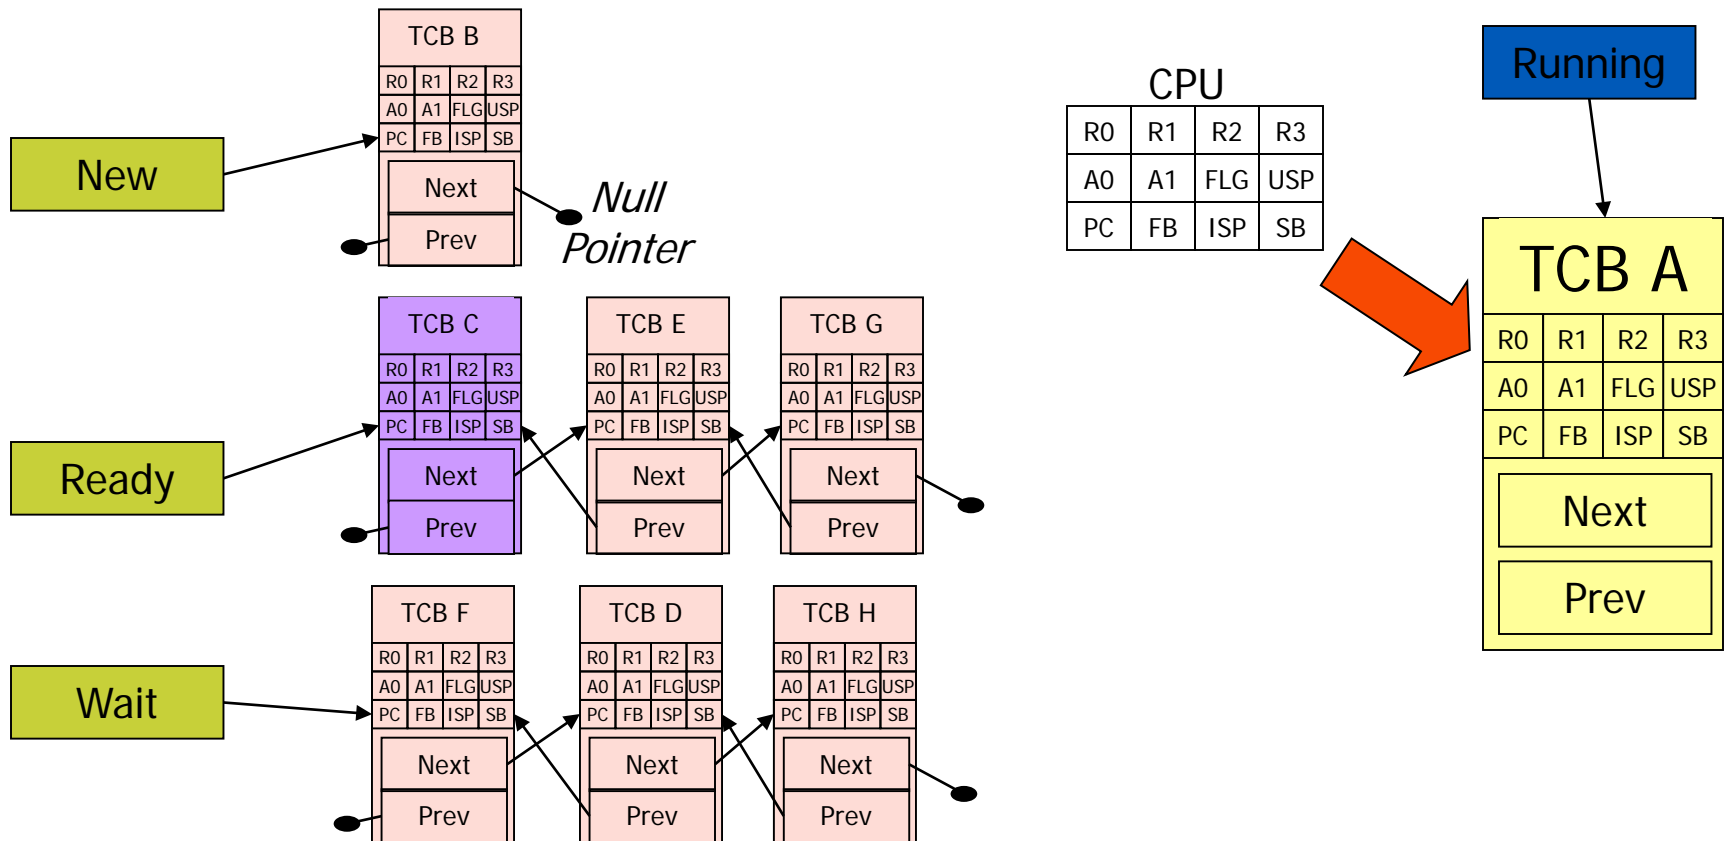 TCB B
R0 R1 R2 R3
A0 A1 FLG USP
PC FB ISP SB
Next
Prev
New
Null
Pointer
CPU
R0 R1 R2 R3
A0 A1 FLG USP
PC FB ISP SB
Running
TCB A
R0 R1 R2 R3
A0 A1 FLG USP
PC FB ISP SB
Next
Prev
Ready
TCB C
R0 R1 R2 R3
A0 A1 FLG USP
PC FB ISP SB
Next
Prev
TCB E
R0 R1 R2 R3
A0 A1 FLG USP
PC FB ISP SB
Next
Prev
TCB G
R0 R1 R2 R3
A0 A1 FLG USP
PC FB ISP SB
Next
Prev
Wait
TCB F
R0 R1 R2 R3
A0 A1 FLG USP
PC FB ISP SB
Next
Prev
TCB D
R0 R1 R2 R3
A0 A1 FLG USP
PC FB ISP SB
Next
Prev
TCB H
R0 R1 R2 R3
A0 A1 FLG USP
PC FB ISP SB
Next
Prev